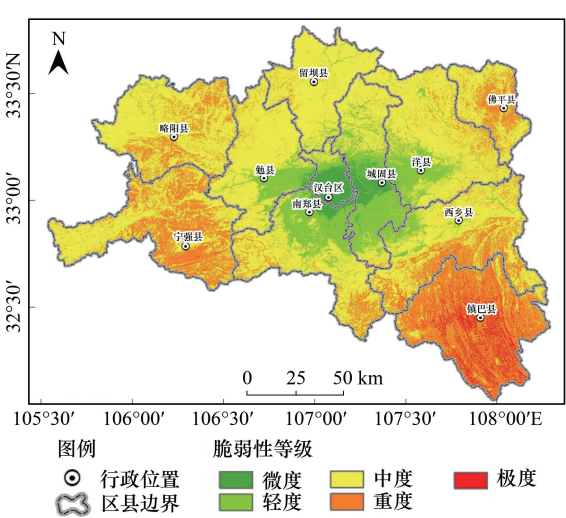 N
33°30′N
33°00′
32°30′
留坝县
佛平县
略阳县
勉县
洋县
城固县
汉台区
南郑县
西乡县
宁强县
镇巴县
0 25 50 km
105°30′ 106°00′ 106°30′ 107°00′ 107°30′ 108°00′E
图例 脆弱性等级
行政位置 微度 中度 极度
区县边界 轻度 重度